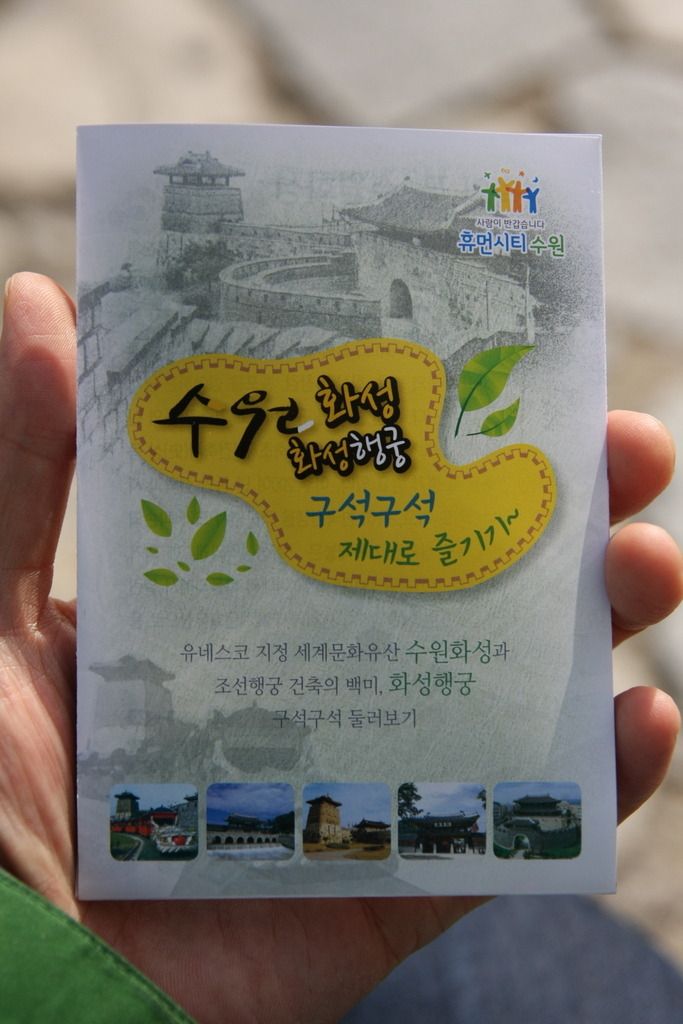 사람이 반갑습니다
휴먼시티 수원
수원 화성
화성행궁
구석구석
제대로 즐기기~
유네스코 지정 세계문화유산 수원화성과
조선행궁 건축의 백미, 화성행궁
구석구석 둘러보기